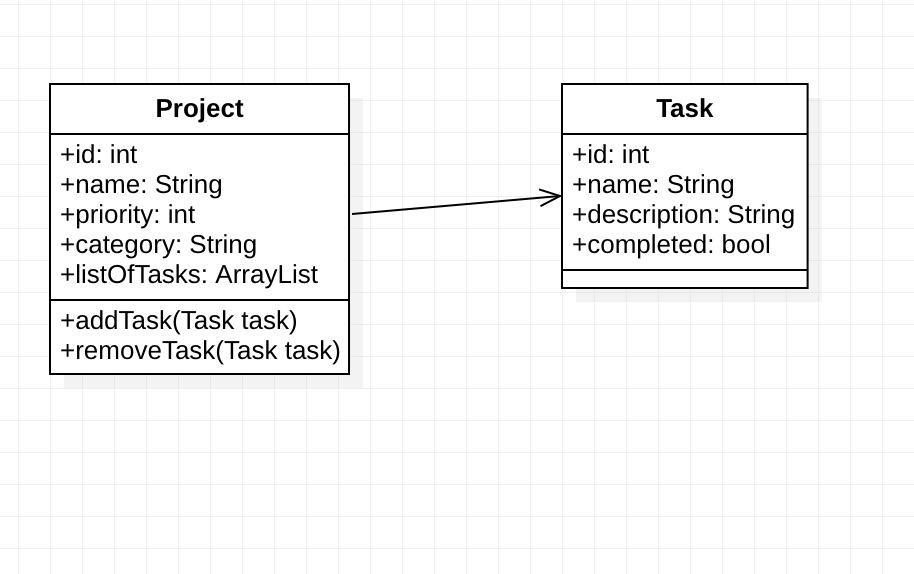 Project
+id: int
+name: String
+priority: int
+category: String
+listOfTasks: ArrayList
+addTask(Task task)
+removeTask(Task task)
Task
+id: int
+name: String
+description: String
+completed: bool